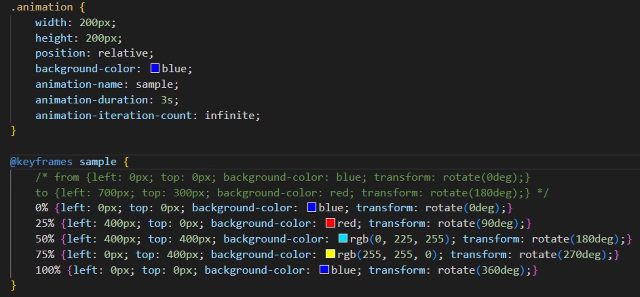 .animation {
width: 200px;
height: 200px;
position: relative;
background-color: blue;
animation-name: sample;
animation-duration: 3s;
animation-iteration-count: infinite;
}
@keyframes sample {
/* from {left: 0px; top: 0px; background-color: blue; transform: rotate(0deg);}
to {left: 700px; top: 300px; background-color: red; transform: rotate(180deg);} */
0% {left: 0px; top: 0px; background-color: blue; transform: rotate(0deg);}
25% {left: 400px; top: 0px; background-color: red; transform: rotate(90deg);}
50% {left: 400px; top: 400px; background-color: rgb(0, 225, 255); transform: rotate(180deg);}
75% {left: 0px; top: 400px; background-color: rgb(255, 255, 0); transform: rotate(270deg);}
100% {left: 0px; top: 0px; background-color: blue; transform: rotate(360deg);}
}